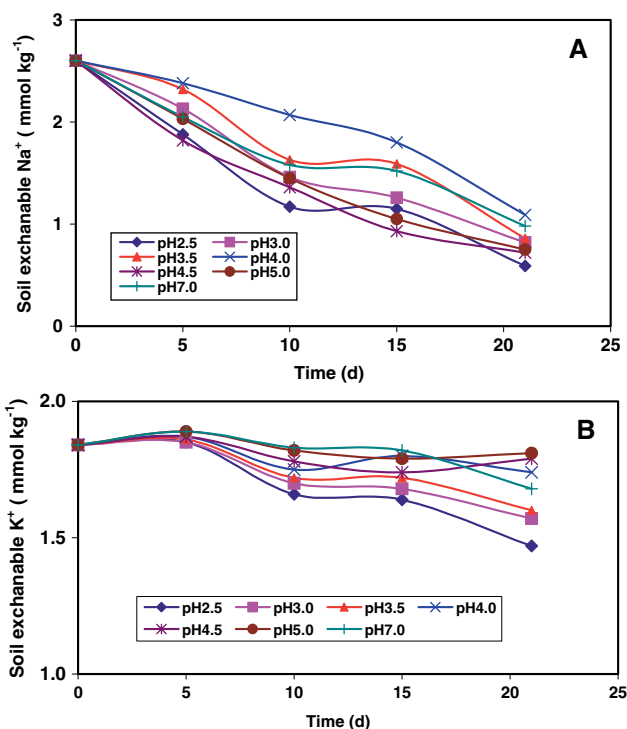 A
Soil exchanable Na⁺ ( mmol kg⁻¹)
3
2
1
0
pH2.5 pH3.0
pH3.5 pH4.0
pH4.5 pH5.0
pH7.0
0 5 10 15 20 25
Time (d)
B
Soil exchanable K⁺ ( mmol kg⁻¹)
2.0
1.5
1.0
pH2.5 pH3.0 pH3.5 pH4.0
pH4.5 pH5.0 pH7.0
0 5 10 15 20 25
Time (d)